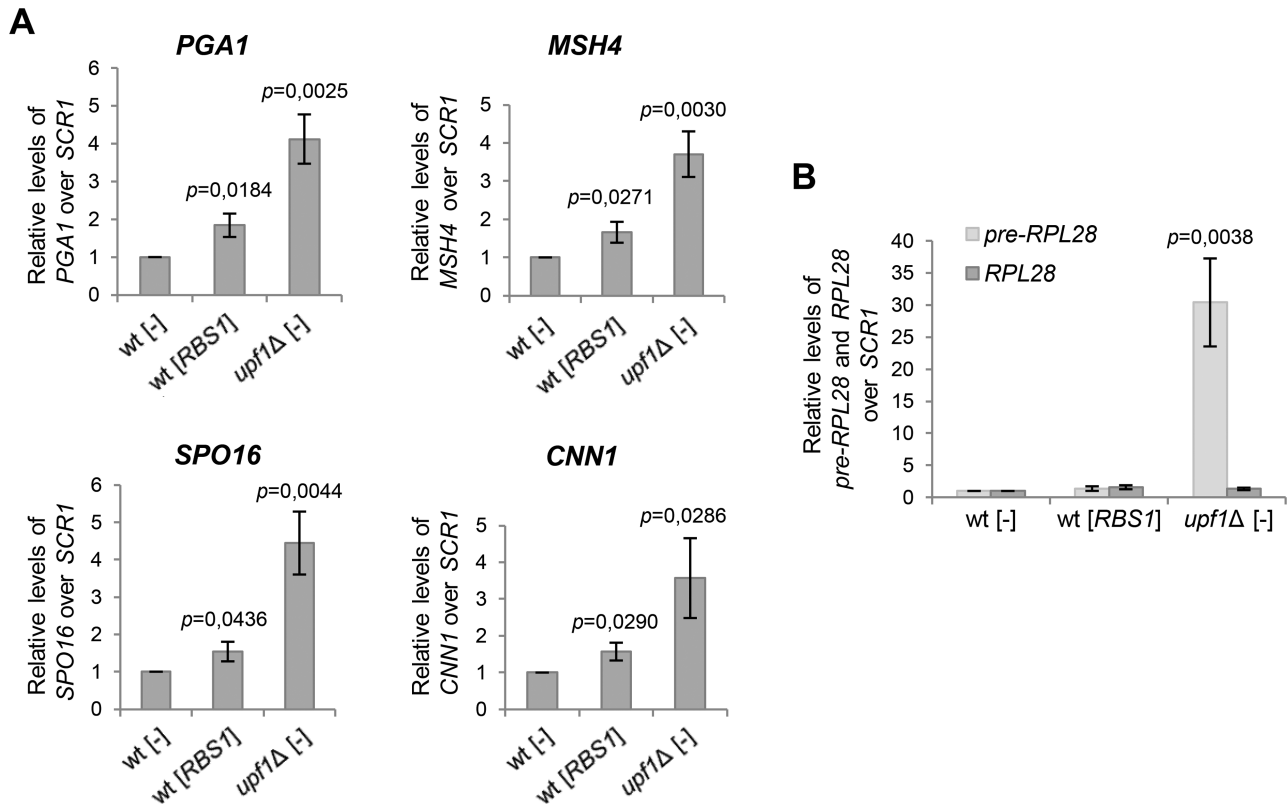 A
PGA1
Relative levels of
PGA1 over SCR1
6
5
4
3
2
1
0
p=0,0184
p=0,0025
wt [-]
wt [RBS1]
upf1Δ [-]
MSH4
Relative levels of
MSH4 over SCR1
5
4
3
2
1
0
p=0,0271
p=0,0030
wt [-]
wt [RBS1]
upf1Δ [-]
SPO16
Relative levels of
SPO16 over SCR1
6
5
4
3
2
1
0
p=0,0436
p=0,0044
wt [-]
wt [RBS1]
upf1Δ [-]
CNN1
Relative levels of
CNN1 over SCR1
5
4
3
2
1
0
p=0,0290
p=0,0286
wt [-]
wt [RBS1]
upf1Δ [-]
B
Relative levels of
pre-RPL28 and RPL28
over SCR1
40
35
30
25
20
15
10
5
0
pre-RPL28
RPL28
p=0,0038
wt [-]
wt [RBS1]
upf1Δ [-]